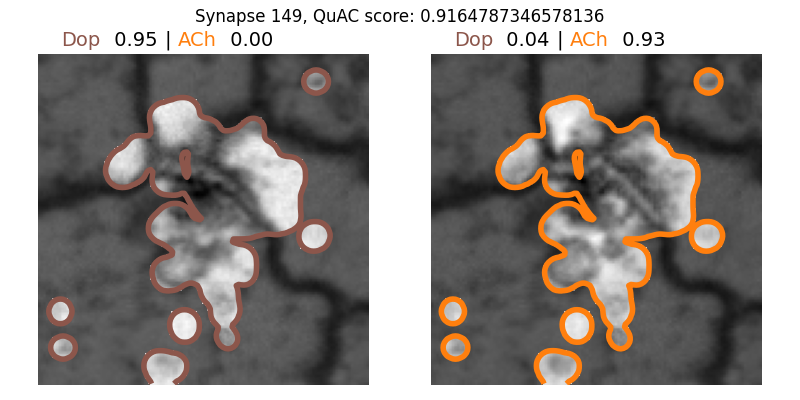 Synapse 149, QuAC score: 0.9164787346578136
Dop 0.95 | ACh 0.00
Dop 0.04 | ACh 0.93